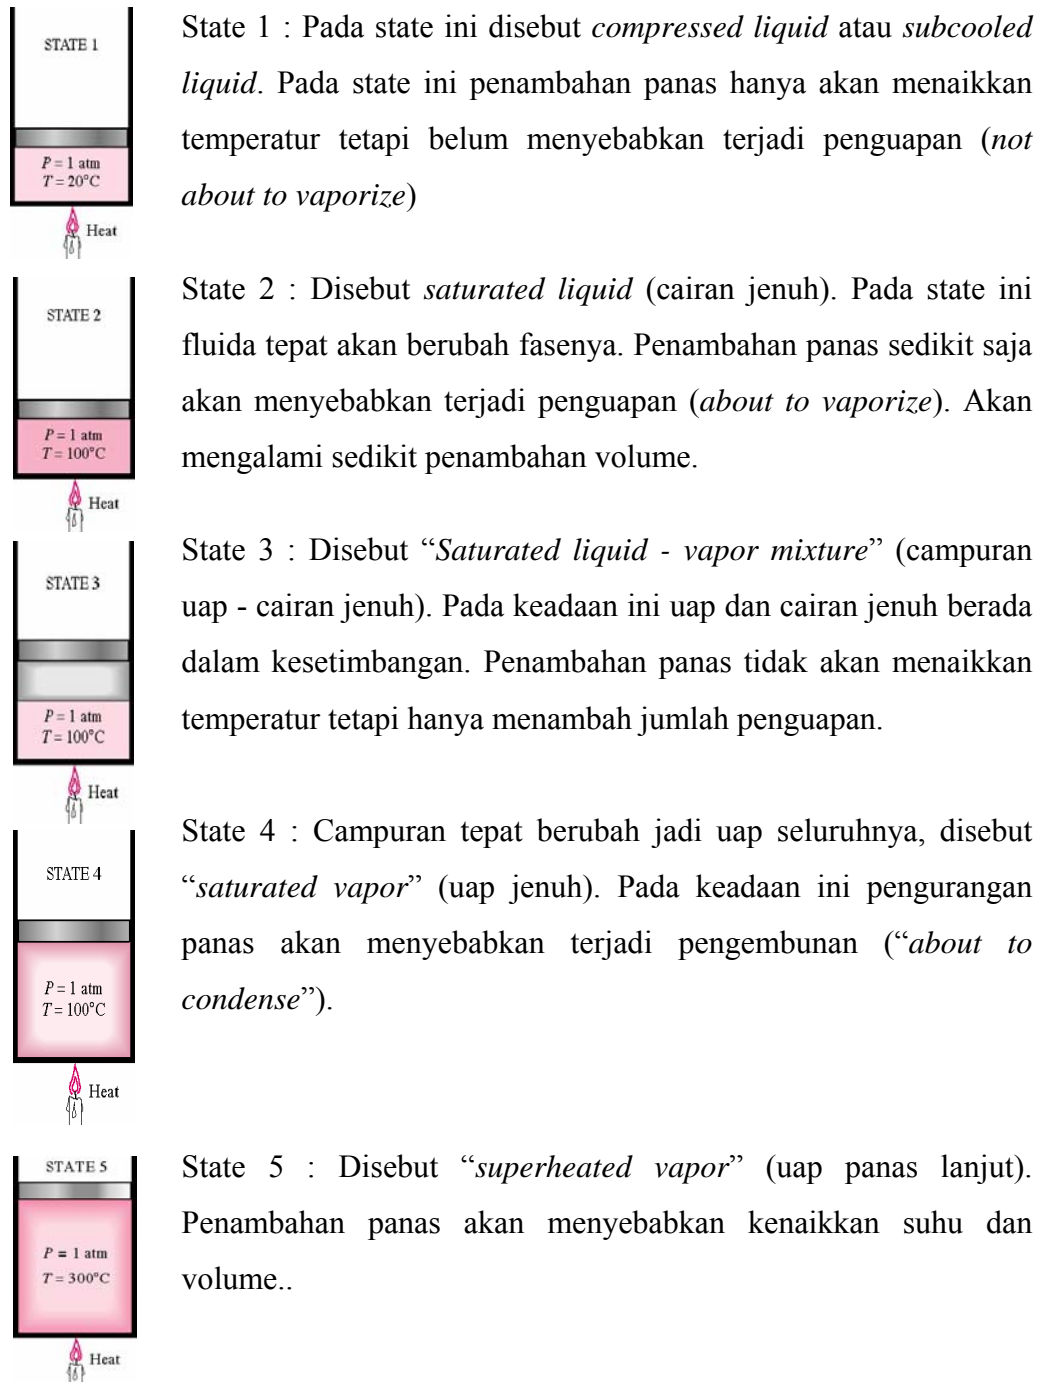 STATE 1
P = 1 atm
T = 20°C
Heat
State 1 : Pada state ini disebut compressed liquid atau subcooled
liquid. Pada state ini penambahan panas hanya akan menaikkan
temperatur tetapi belum menyebabkan terjadi penguapan (not
about to vaporize)
STATE 2
P = 1 atm
T = 100°C
Heat
State 2 : Disebut saturated liquid (cairan jenuh). Pada state ini
fluida tepat akan berubah fasenya. Penambahan panas sedikit saja
akan menyebabkan terjadi penguapan (about to vaporize). Akan
mengalami sedikit penambahan volume.
STATE 3
P = 1 atm
T = 100°C
Heat
State 3 : Disebut “Saturated liquid - vapor mixture” (campuran
uap - cairan jenuh). Pada keadaan ini uap dan cairan jenuh berada
dalam kesetimbangan. Penambahan panas tidak akan menaikkan
temperatur tetapi hanya menambah jumlah penguapan.
STATE 4
P = 1 atm
T = 100°C
Heat
State 4 : Campuran tepat berubah jadi uap seluruhnya, disebut
“saturated vapor” (uap jenuh). Pada keadaan ini pengurangan
panas akan menyebabkan terjadi pengembunan (“about to
condense”).
STATE 5
P = 1 atm
T = 300°C
Heat
State 5 : Disebut “superheated vapor” (uap panas lanjut).
Penambahan panas akan menyebabkan kenaikkan suhu dan
volume..